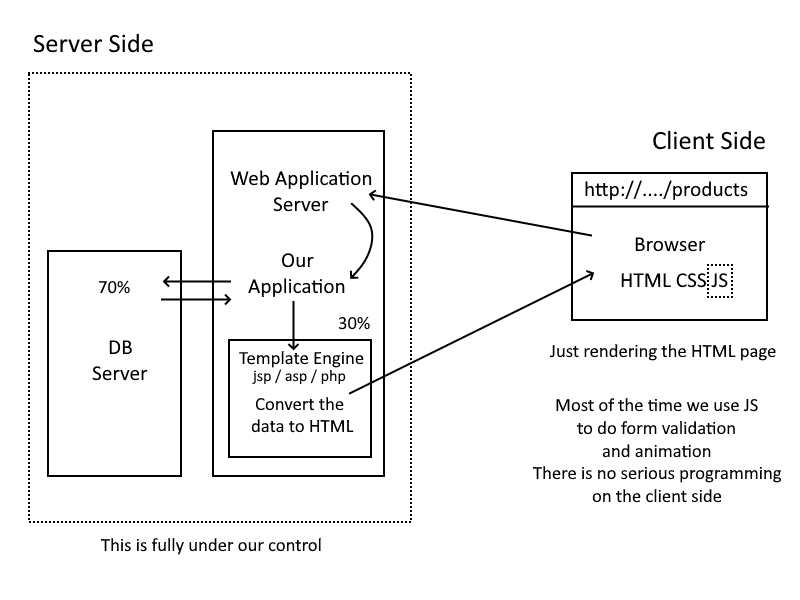 Server Side
Web Application
Server
Our
Application
70%
DB
Server
30%
Template Engine
jsp / asp / php
Convert the
data to HTML
This is fully under our control
Client Side
http://..../products
Browser
HTML CSS JS
Just rendering the HTML page
Most of the time we use JS
to do form validation
and animation
There is no serious programming
on the client side